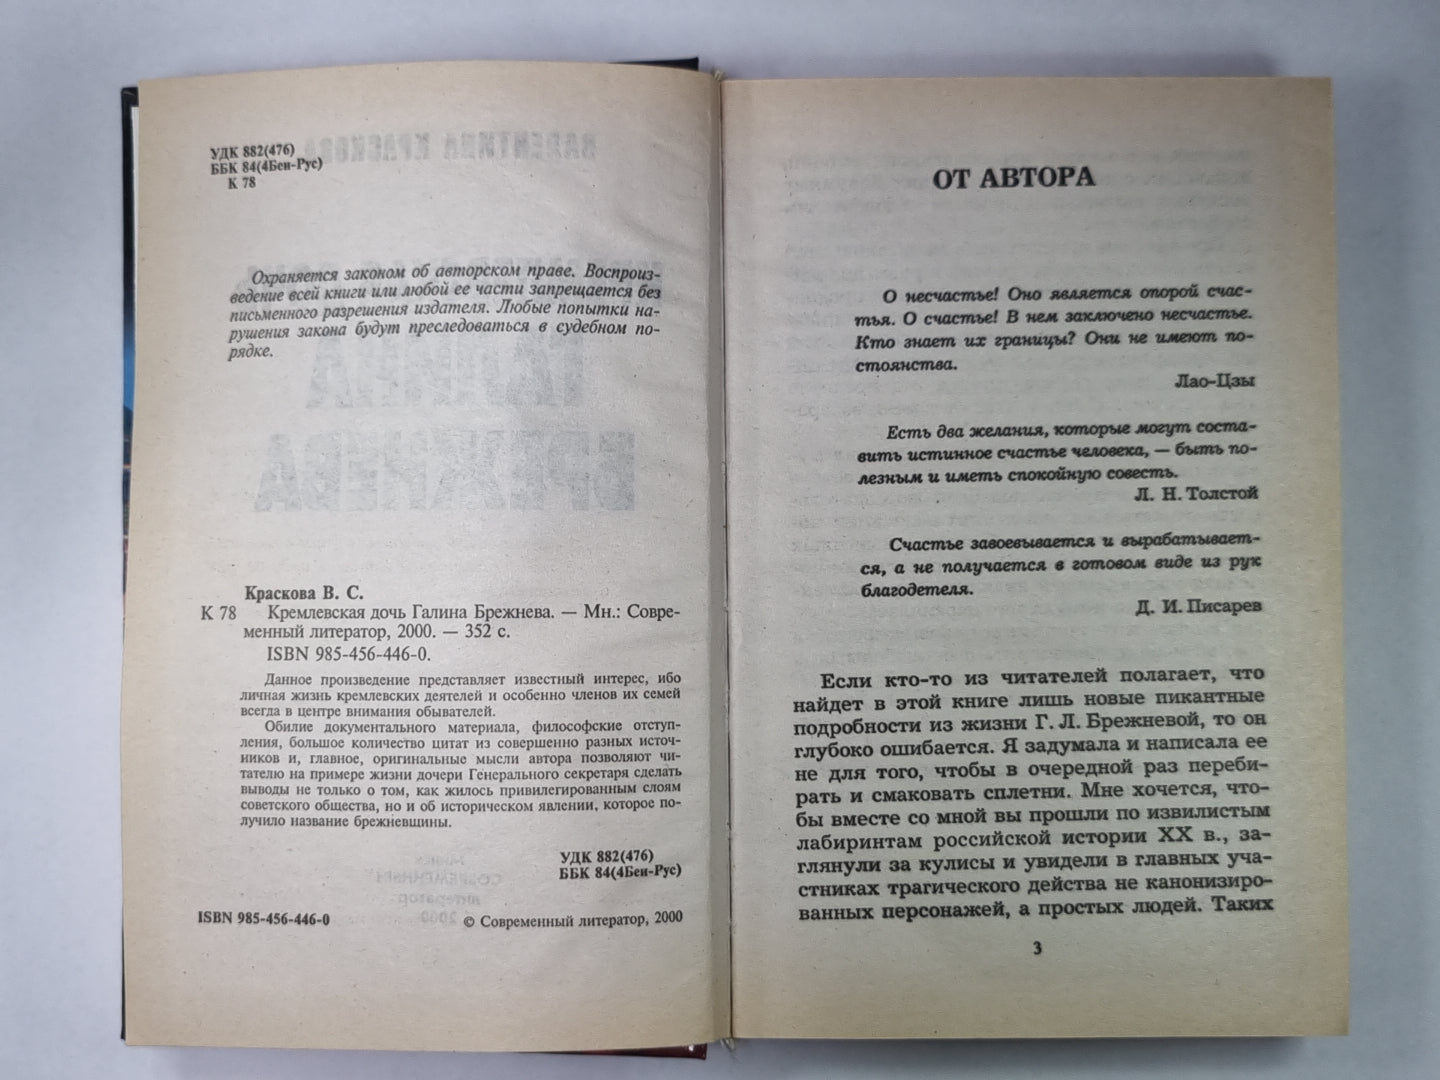 УДК 882(476)
ББК 84(4Беи-Рус)
К 78
Охраняется законом об авторском праве. Воспроиз-
ведение всей книги или любой ее части запрещается без
письменного разрешения издателя. Любые попытки на-
рушения закона будут преследоваться в судебном по-
рядке.
Краскова В. С.
К 78 Кремлевская дочь Галина Брежнева. — Мн.: Совре-
менный литератор, 2000. — 352 с.
ISBN 985-456-446-0.
Данное произведение представляет известный интерес, ибо
личная жизнь кремлевских деятелей и особенно членов их семей
всегда в центре внимания обывателей.
Обилие документального материала, философские отступ-
ления, большое количество цитат из совершенно разных источ-
ников и, главное, оригинальные мысли автора позволяют чи-
тателю на примере жизни дочери Генерального секретаря сделать
выводы не только о том, как жилось привилегированным слоям
советского общества, но и об историческом явлении, которое по-
лучило название брежневщины.
УДК 882(476)
ББК 84(4Беи-Рус)
ISBN 985-456-446-0
© Современный литератор, 2000
ОТ АВТОРА
О несчастье! Оно является опорой счас-
тья. О счастье! В нем заключено несчастье.
Кто знает их границы? Они не имеют по-
стоянства.
Лао-Цзы
Есть два желания, которые могут соста-
вить истинное счастье человека, — быть по-
лезным и иметь спокойную совесть.
Л. Н. Толстой
Счастье завоевывается и вырабатывает-
ся, а не получается в готовом виде из рук
благодетеля.
Д. И. Писарев
Если кто-то из читателей полагает, что
найдет в этой книге лишь новые пикантные
подробности из жизни Г. Л. Брежневой, то он
глубоко ошибается. Я задумала и написала ее
не для того, чтобы в очередной раз переби-
рать и смаковать сплетни. Мне хочется, что-
бы вместе со мной вы прошли по извилистым
лабиринтам российской истории XX в., за-
глянули за кулисы и увидели в главных уча-
стниках трагического действа не канонизиро-
ванных персонажей, а простых людей. Таких
3